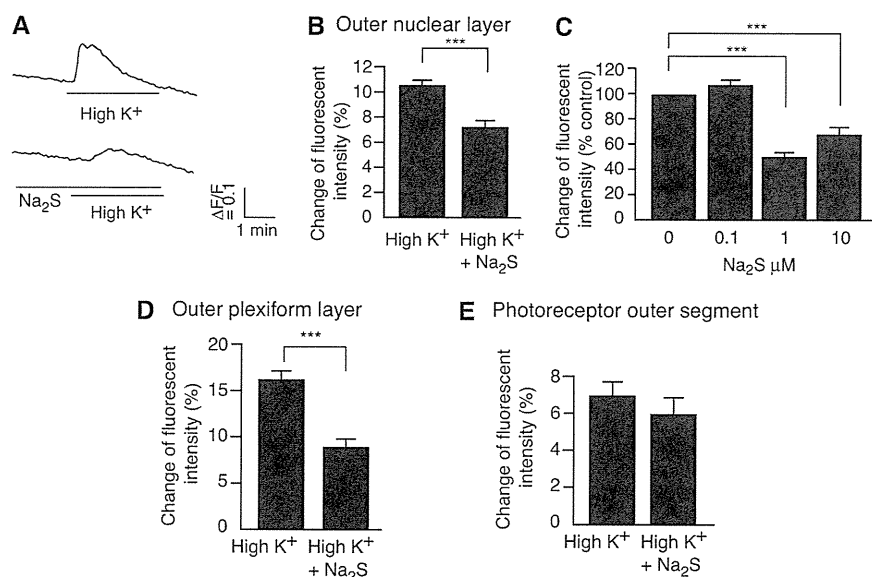 A
High K⁺
Na₂S
High K⁺
ΔF/F
= 0.1
1 min
B Outer nuclear layer
***
Change of fluorescent
intensity (%)
12
10
8
6
4
2
0
High K⁺ High K⁺
+ Na₂S
C
***
***
Change of fluorescent
intensity (% control)
120
100
80
60
40
20
0
0 0.1 1 10
Na₂S μM
D Outer plexiform layer
***
Change of fluorescent
intensity (%)
20
15
10
5
0
High K⁺ High K⁺
+ Na₂S
E Photoreceptor outer segment
Change of fluorescent
intensity (%)
8
6
4
2
0
High K⁺ High K⁺
+ Na₂S